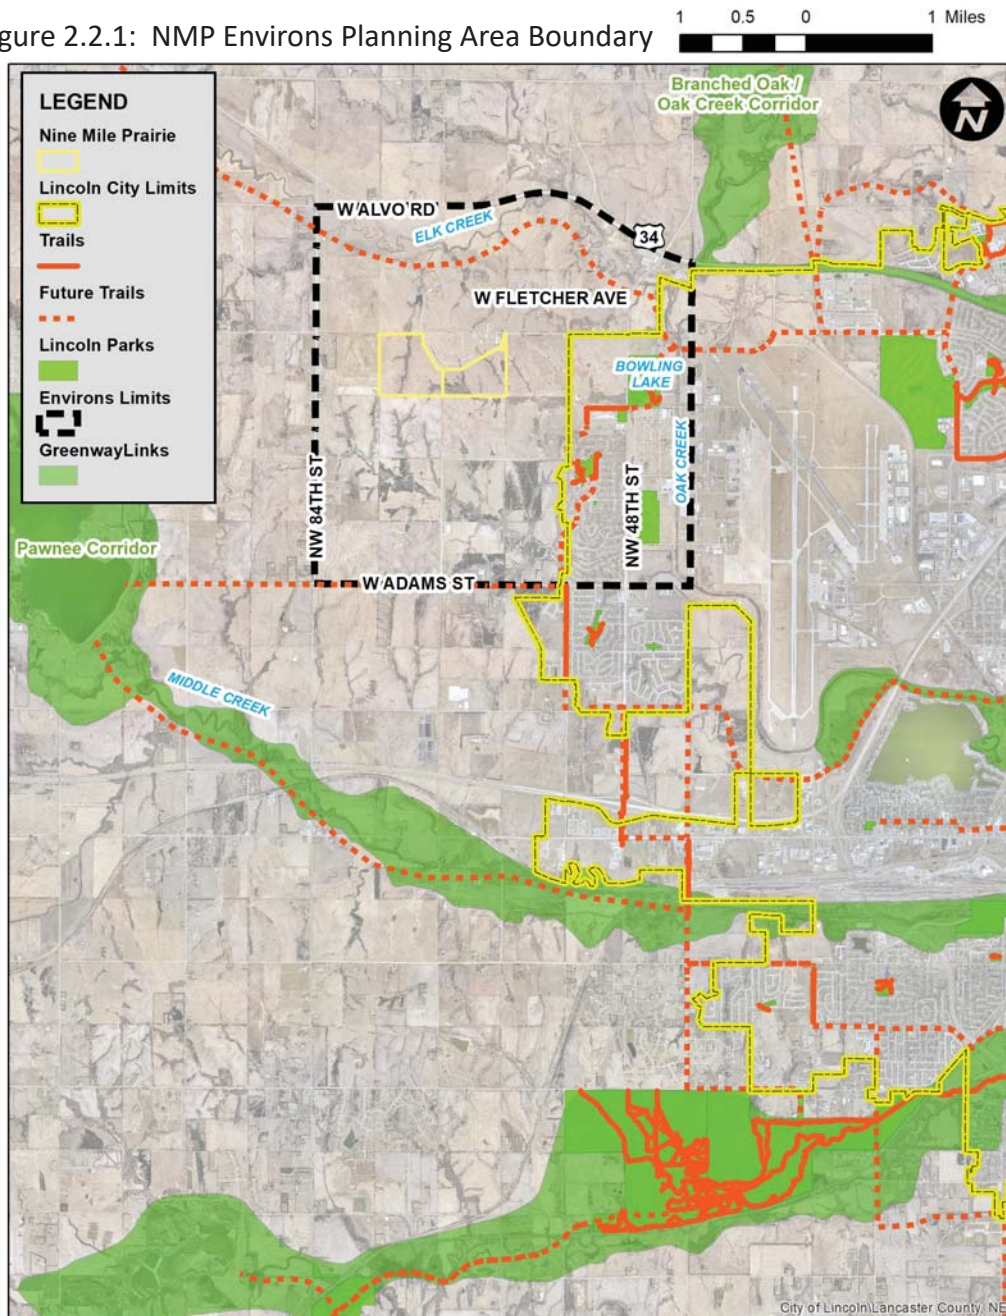 gure 2.2.1: NMP Environs Planning Area Boundary
1 0.5 0 1 Miles
Branched Oak /
Oak Creek Corridor
N
LEGEND
Nine Mile Prairie
Lincoln City Limits
Trails
Future Trails
Lincoln Parks
Environs Limits
GreenwayLinks
W ALVO RD
ELK CREEK
34
W FLETCHER AVE
BOWLING
LAKE
NW 84TH ST
NW 48TH ST
OAK CREEK
Pawnee Corridor
W ADAMS ST
MIDDLE CREEK
City of Lincoln\Lancaster County, NE